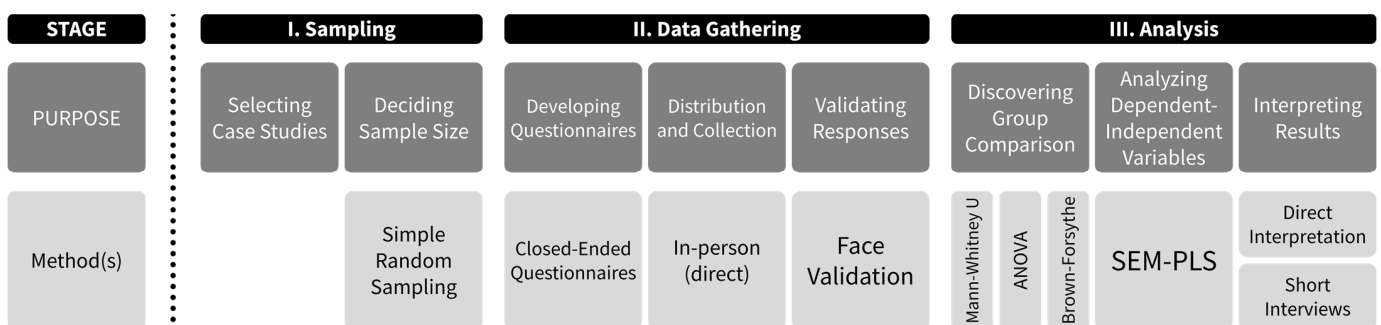 STAGE
I. Sampling
II. Data Gathering
III. Analysis
PURPOSE
Selecting
Case Studies
Deciding
Sample Size
Developing
Questionnaires
Distribution
and Collection
Validating
Responses
Discovering
Group
Comparison
Analyzing
Dependent-
Independent
Variables
Interpreting
Results
Method(s)
Simple
Random
Sampling
Closed-Ended
Questionnaires
In-person
(direct)
Face
Validation
Mann-Whitney U
ANOVA
Brown-Forsythe
SEM-PLS
Direct
Interpretation
Short
Interviews